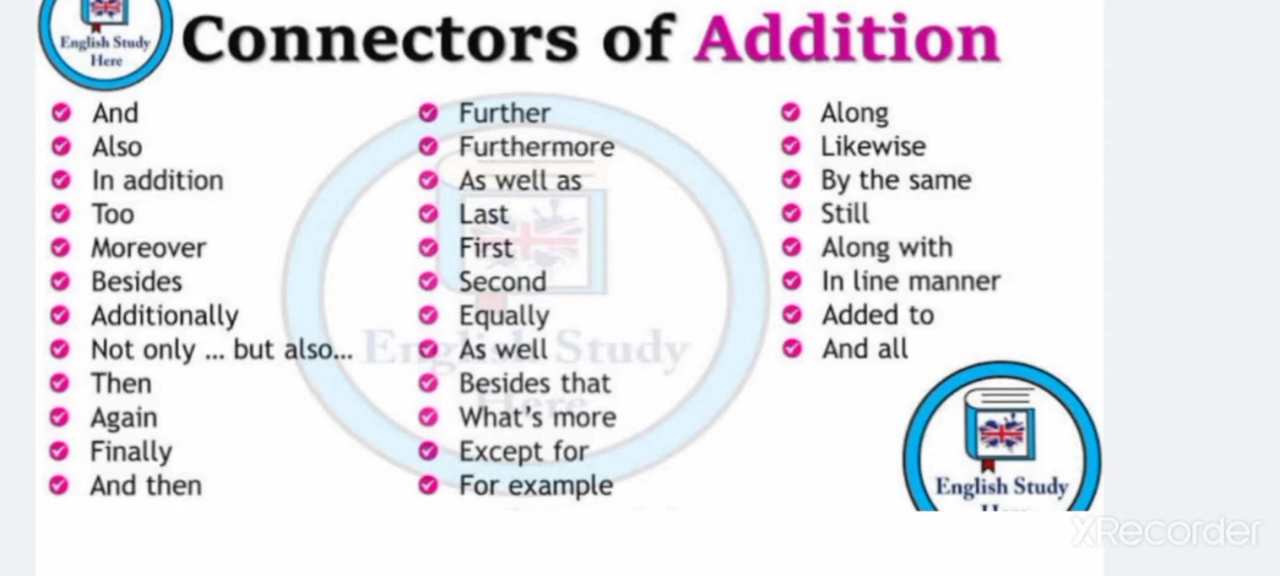 English Study
Here
Connectors of Addition
And
Also
In addition
Too
Moreover
Besides
Additionally
Not only ... but also...
Then
Again
Finally
And then
Further
Furthermore
As well as
Last
First
Second
Equally
As well
Besides that
What's more
Except for
For example
Along
Likewise
By the same
Still
Along with
In line manner
Added to
And all
English Study
Here
English Study
XRecorder